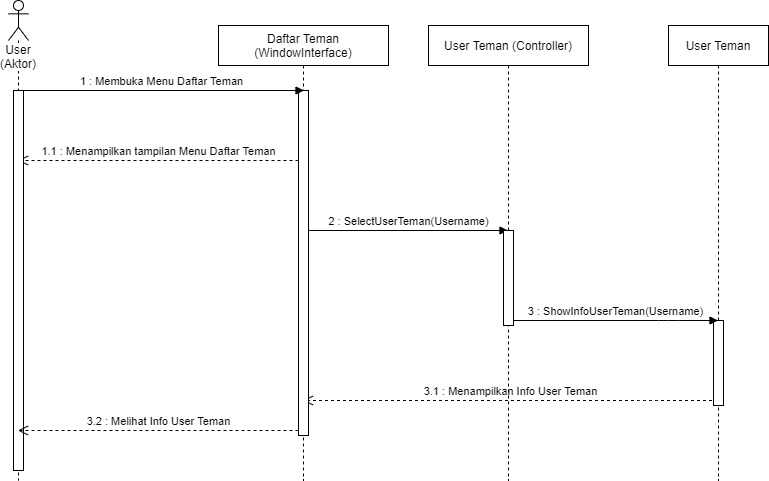 User
(Aktor)
Daftar Teman
(WindowInterface)
User Teman (Controller)
User Teman
1 : Membuka Menu Daftar Teman
1.1 : Menampilkan tampilan Menu Daftar Teman
2 : SelectUserTeman(Username)
3 : ShowInfoUserTeman(Username)
3.1 : Menampilkan Info User Teman
3.2 : Melihat Info User Teman